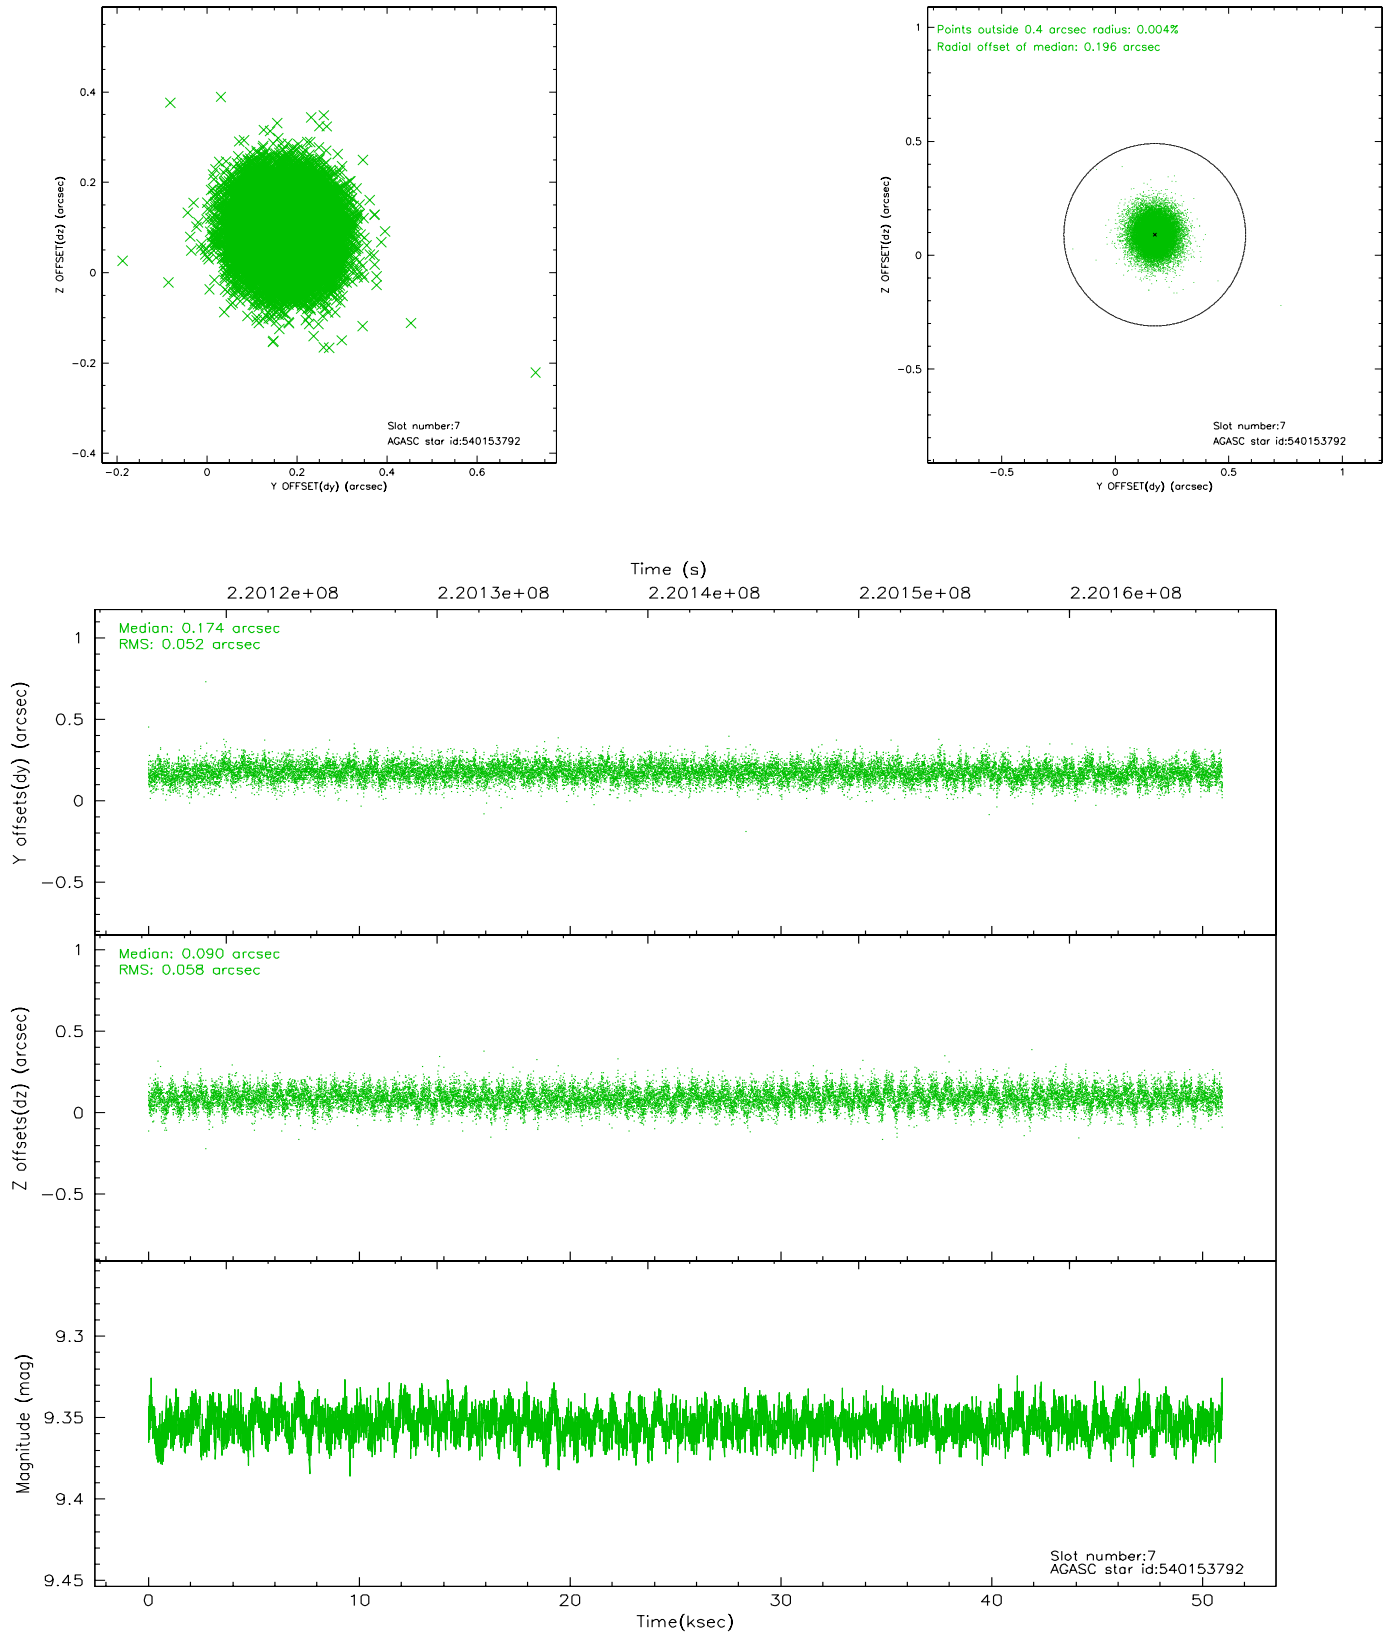 0.4
0.2
0
−0.2
−0.4
Z OFFSET(dz) (arcsec)
−0.2
0
0.2
0.4
0.6
Y OFFSET(dy) (arcsec)
Slot number:7
AGASC star id:540153792
Points outside 0.4 arcsec radius: 0.004%
Radial offset of median: 0.196 arcsec
1
0.5
0
−0.5
Z OFFSET(dz) (arcsec)
−0.5
0
0.5
1
Y OFFSET(dy) (arcsec)
Slot number:7
AGASC star id:540153792
Time (s)
2.2012e+08
2.2013e+08
2.2014e+08
2.2015e+08
2.2016e+08
Median: 0.174 arcsec
RMS: 0.052 arcsec
1
0.5
0
−0.5
Y offsets(dy) (arcsec)
Median: 0.090 arcsec
RMS: 0.058 arcsec
1
0.5
0
−0.5
Z offsets(dz) (arcsec)
9.3
9.35
9.4
9.45
Magnitude (mag)
Slot number:7
AGASC star id:540153792
0
10
20
30
40
50
Time(ksec)